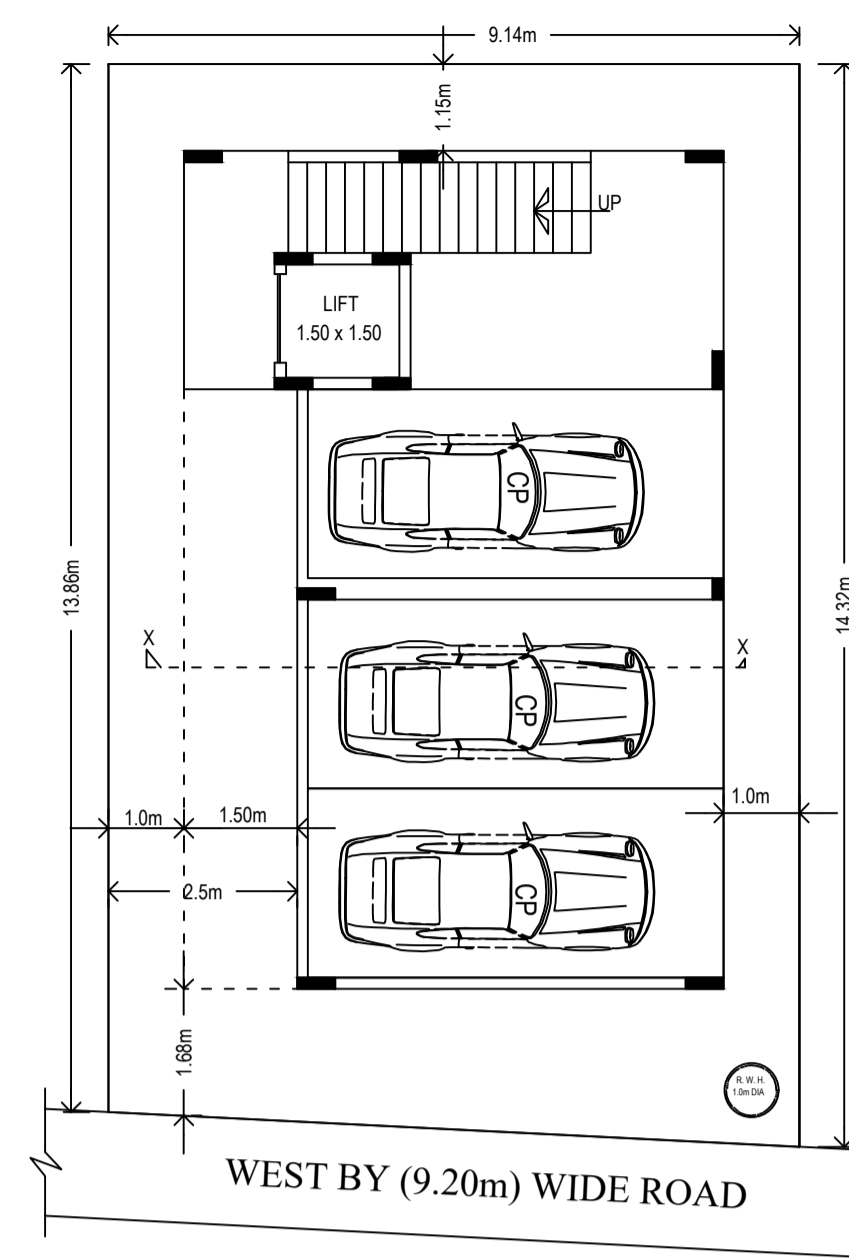 9.14m
1.15m
UP
LIFT
1.50 x 1.50
CP
13.86m
14.32m
X
X
CP
1.0m
1.50m
1.0m
2.5m
CP
1.68m
R. W. H.
1.0m DIA
WEST BY (9.20m) WIDE ROAD